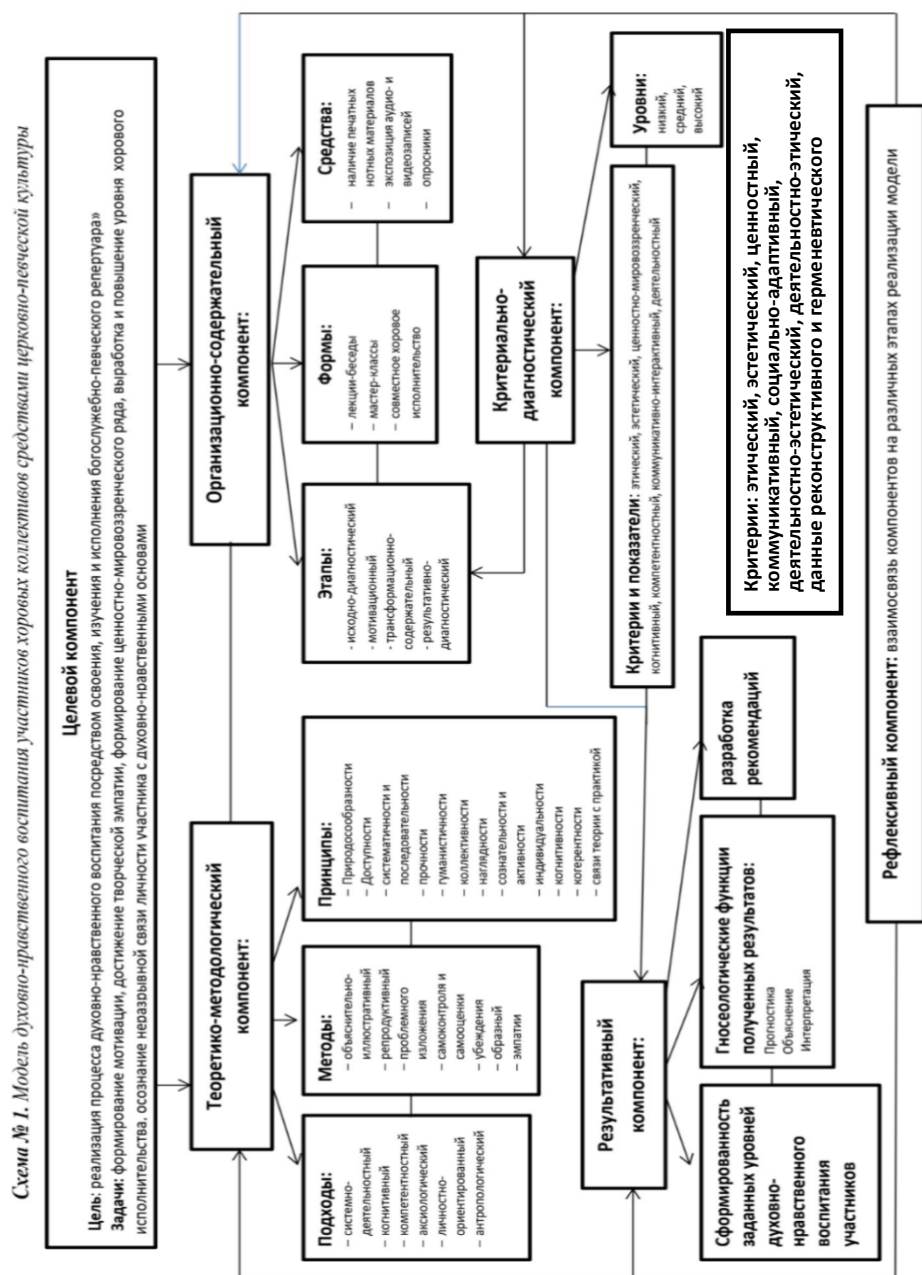 Схема № 1. Модель духовно-нравственного воспитания участников хоровых коллективов средствами церковно-певческой культуры
Целевой компонент
Цель: реализация процесса духовно-нравственного воспитания посредством освоения, изучения и исполнения богослужебно-певческого репертуара»
Задачи: формирование мотивации, достижение творческой эмпатии, формирование ценностно-мировоззренческого ряда, выработка и повышение уровня хорового
исполнительства, осознание неразрывной связи личности участника с духовно-нравственными основами
Теоретико-методологический
компонент:
Организационно-содержательный
компонент:
Подходы:
– системно-
деятельностный
– когнитивный
– компетентностный
– аксиологический
– личностно-
ориентированный
– антропологический
Методы:
– объяснительно-
иллюстративный
– репродуктивный
– проблемного
изложения
– самоконтроля и
самооценки
– убеждения
– образный
– эмпатии
Принципы:
– Природосообразности
– Доступности
– систематичности и
последовательности
– прочности
– гуманистичности
– коллективности
– наглядности
– сознательности и
активности
– индивидуальности
– когнитивности
– когерентности
– связи теории с практикой
Этапы:
- исходно-диагностический
- мотивационный
- трансформационно-
содержательный
- результативно-
диагностический
Формы:
– лекции-беседы
– мастер-классы
– совместное хоровое
исполнительство
Средства:
– наличие печатных
нотных материалов
– экспозиция аудио- и
видеозаписей
– опросники
Результативный
компонент:
Критериально-
диагностический
компонент:
Сформированность
заданных уровней
духовно-
нравственного
воспитания
участников
Гносеологические функции
полученных результатов:
Прогностика
Объяснение
Интерпретация
разработка
рекомендаций
Критерии и показатели: этический, эстетический, ценностно-мировоззренческий,
когнитивный, компетентностный, коммуникативно-интерактивный, деятельностный
Уровни:
низкий,
средний,
высокий
Критерии: этический, эстетический, ценностный,
коммуникативный, социально-адаптивный,
деятельностно-эстетический, деятельностно-этический,
данные реконструктивного и герменевтического
Рефлексивный компонент: взаимосвязь компонентов на различных этапах реализации модели